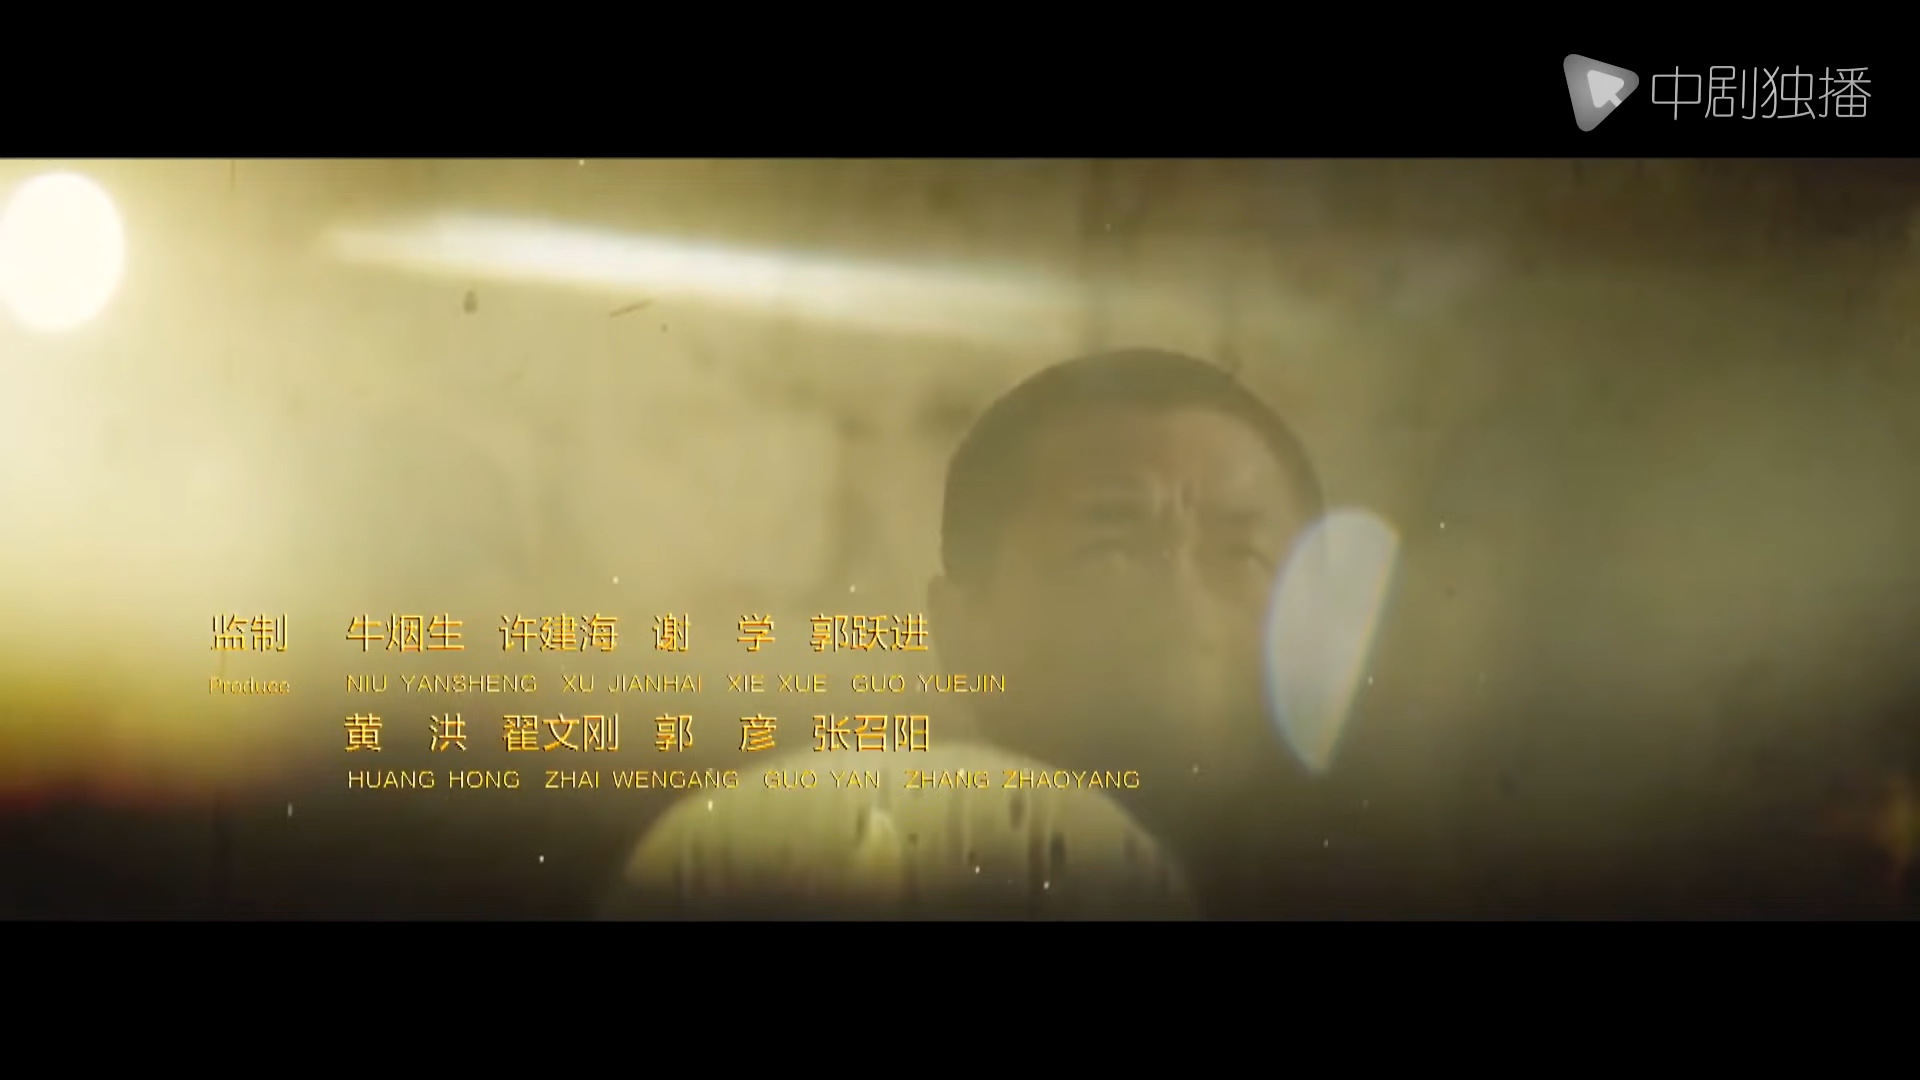 中剧独播
监制 牛烟生 许建海 谢 学 郭跃进
Produce NIU YANSHENG XU JIANHAI XIE XUE GUO YUEJIN
黄 洪 翟文刚 郭 彦 张召阳
HUANG HONG ZHAI WENGANG GUO YAN ZHANG ZHAOYANG